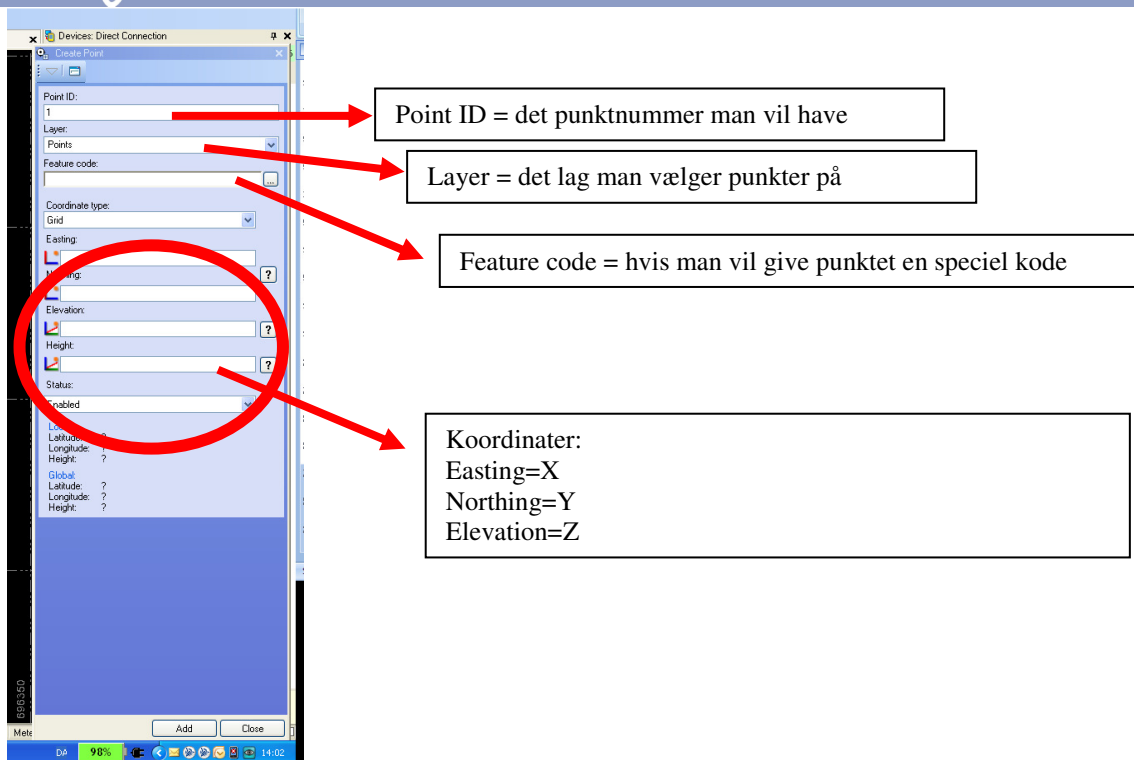 Devices: Direct Connection
Create Point
Point ID:
1
Layer:
Points
Feature code:
...
Coordinate type:
Grid
Easting:
?
Elevation:
?
Height:
?
Status:
Enabled
Latitude: ?
Longitude: ?
Height: ?
Global:
Latitude: ?
Longitude: ?
Height: ?
696350
Add Close
DA 98% 14:02
Point ID = det punktnummer man vil have
Layer = det lag man vælger punkter på
Feature code = hvis man vil give punktet en speciel kode
Koordinater:
Easting=X
Northing=Y
Elevation=Z